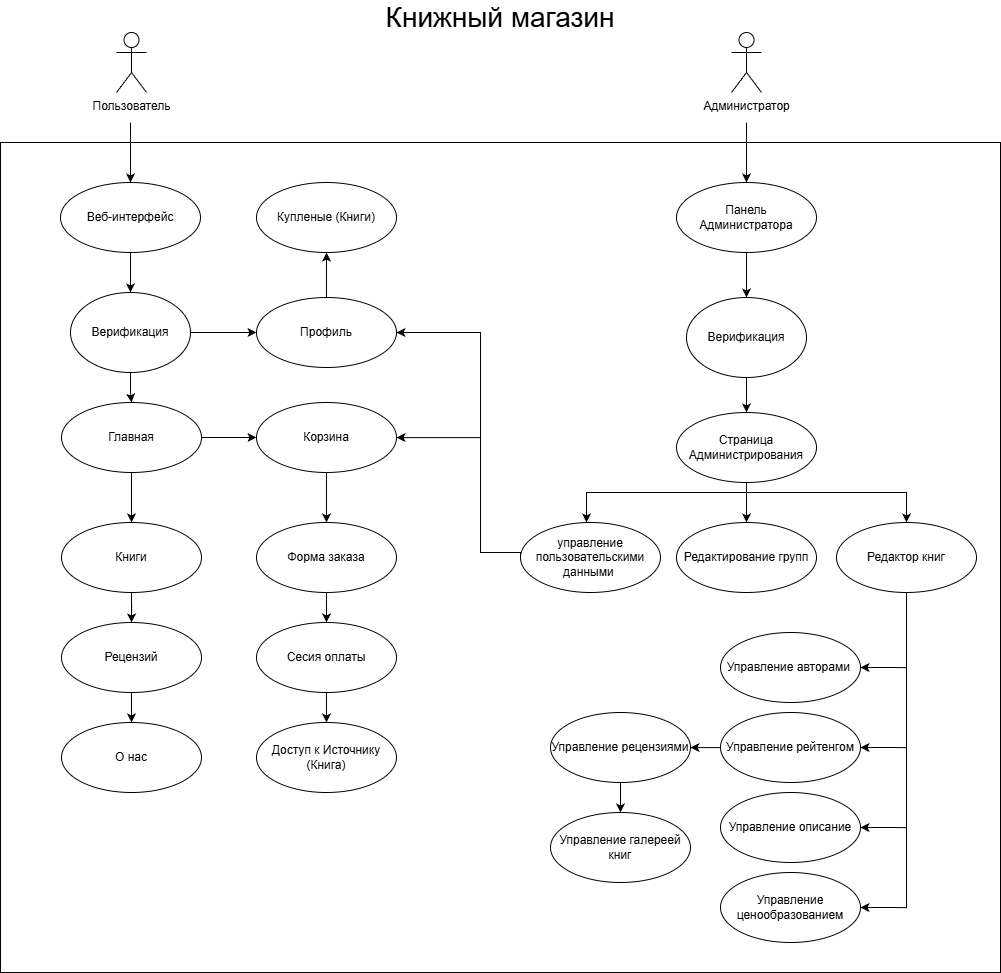 Книжный магазин
Пользователь
Администратор
Веб-интерфейс
Купленые (Книги)
Панель
Администратора
Верификация
Профиль
Верификация
Главная
Корзина
Страница
Администрирования
Книги
Форма заказа
управление
пользовательскими
данными
Редактирование групп
Редактор книг
Рецензий
Сесия оплаты
Управление авторами
О нас
Доступ к Источнику
(Книга)
Управление рецензиями
Управление рейтенгом
Управление описание
Управление галереей
книг
Управление
ценообразованием